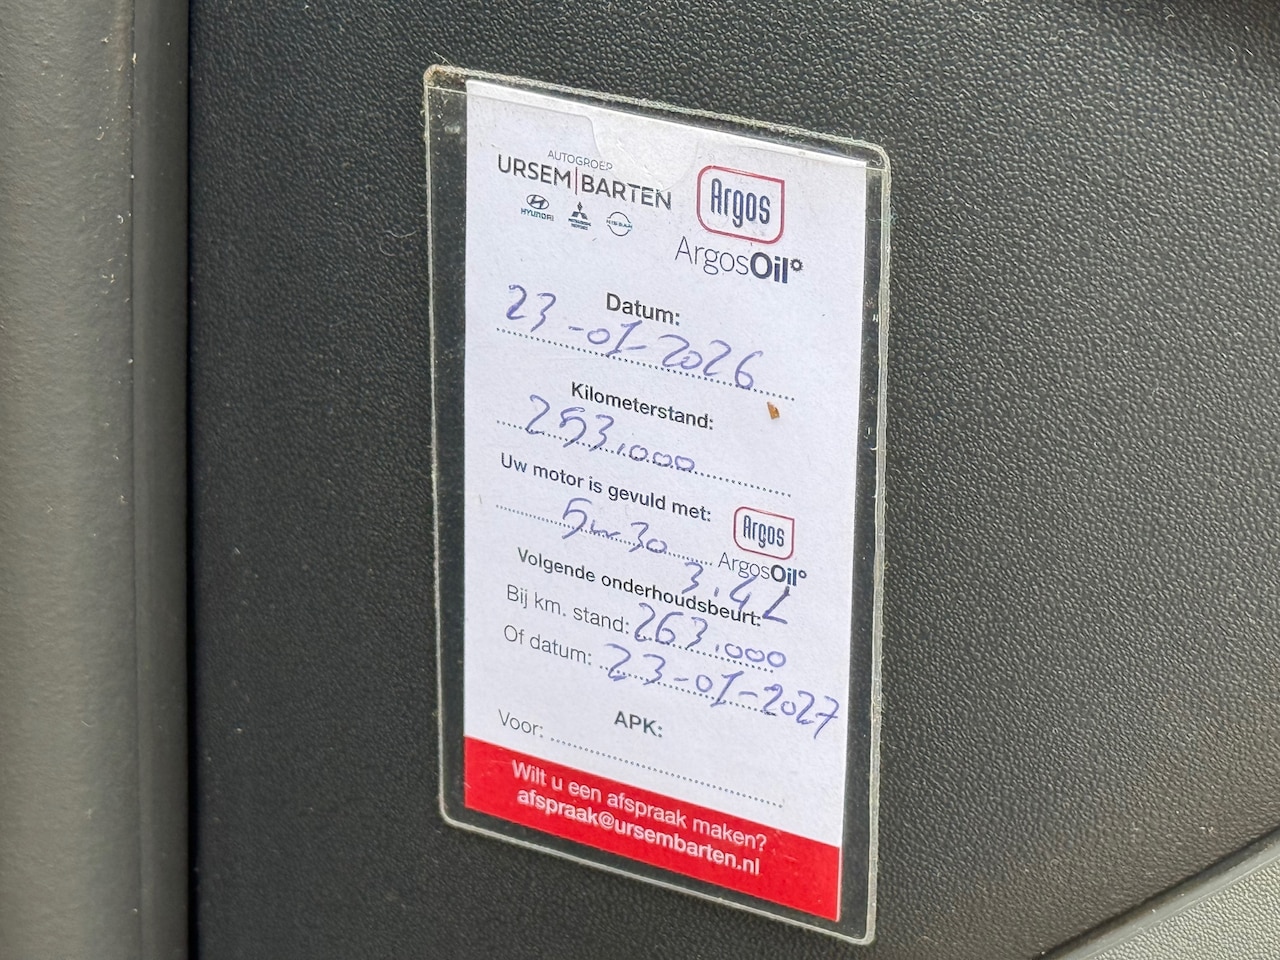 AUTOGROEP
URSEM|BARTEN
HYUNDAI
Argos
ArgosOil
Datum:
23-01-2026
Kilometerstand:
253.000
Uw motor is gevuld met:
5w30
Argos
ArgosOil
3.4L
Volgende onderhoudsbeurt:
Bij km. stand: 263.000
Of datum: 23-01-2027
APK:
Voor:
Wilt u een afspraak maken?
afspraak@ursembarten.nl